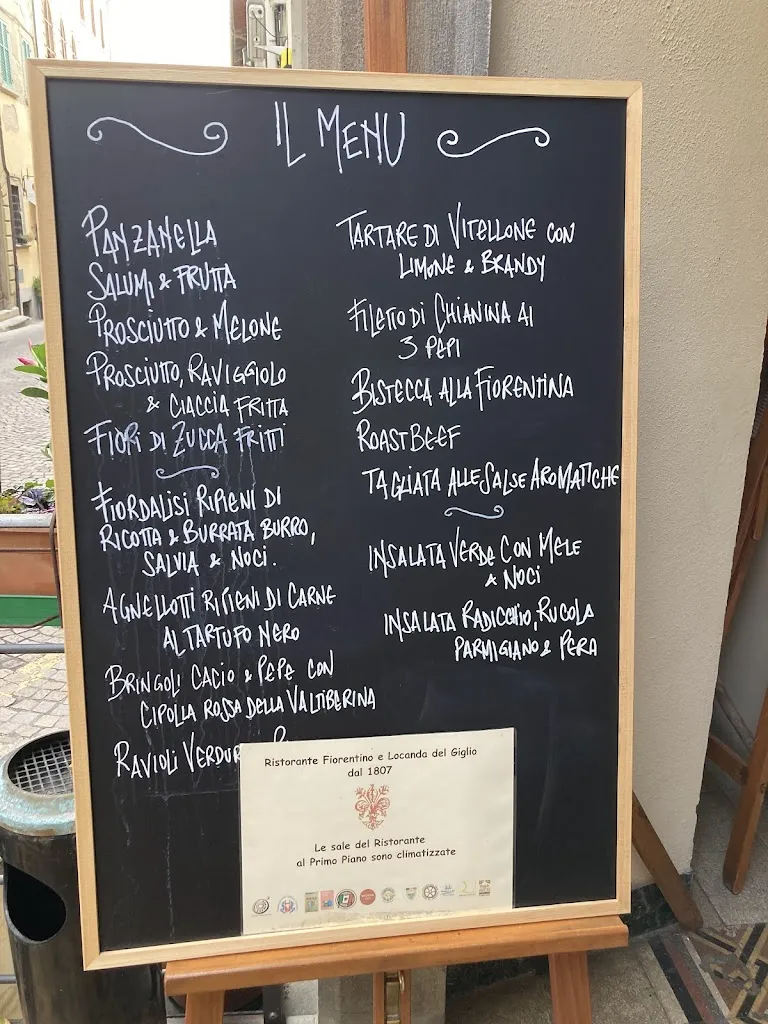 IL MENU
PANZANELLA
SALUMI & FRUTTA
PROSCIUTTO & MELONE
PROSCIUTTO, RAVIGGIOLO
& CIACCIA FRITTA
FIORI DI ZUCCA FRITTI
FIORDALISI RIPIENI DI
RICOTTA & BURRATA BURRO,
SALVIA & NOCI.
AGNELLOTTI RIPIENI DI CARNE
AL TARTUFO NERO
BRINGOLI CACIO & PEPE CON
CIPOLLA ROSSA DELLA VALTIBERINA
RAVIOLI
TARTARE DI VITELLONE CON
LIMONE & BRANDY
FILETTO DI CHIANINA AI
3 PEPI
BISTECCA ALLA FIORENTINA
ROASTBEEF
TAGLIATA ALLE SALSE AROMATICHE
INSALATA VERDE CON MELE
& NOCI
INSALATA RADICCHIO, RUCOLA
PARMIGIANO & PERA
Ristorante Fiorentino e Locanda del Giglio
dal 1807
Le sale del Ristorante
al Primo Piano sono climatizzate